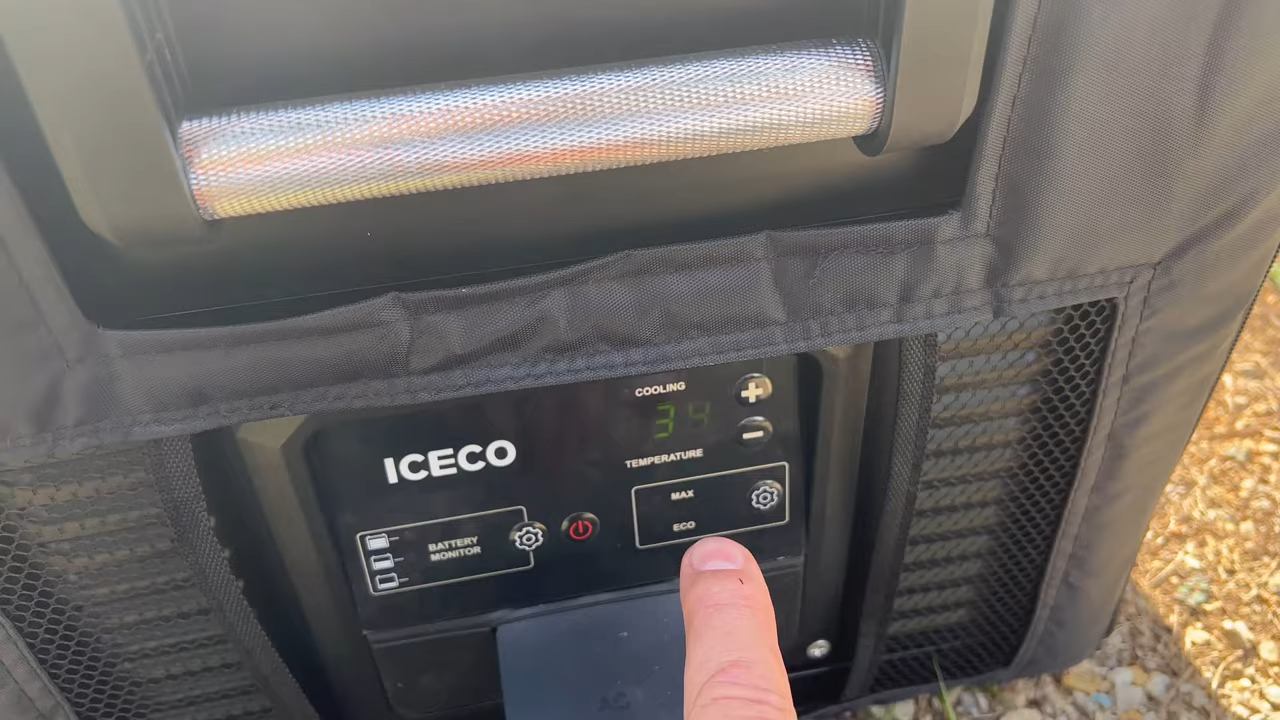 COOLING
34
TEMPERATURE
ICECO
MAX
ECO
BATTERY
MONITOR